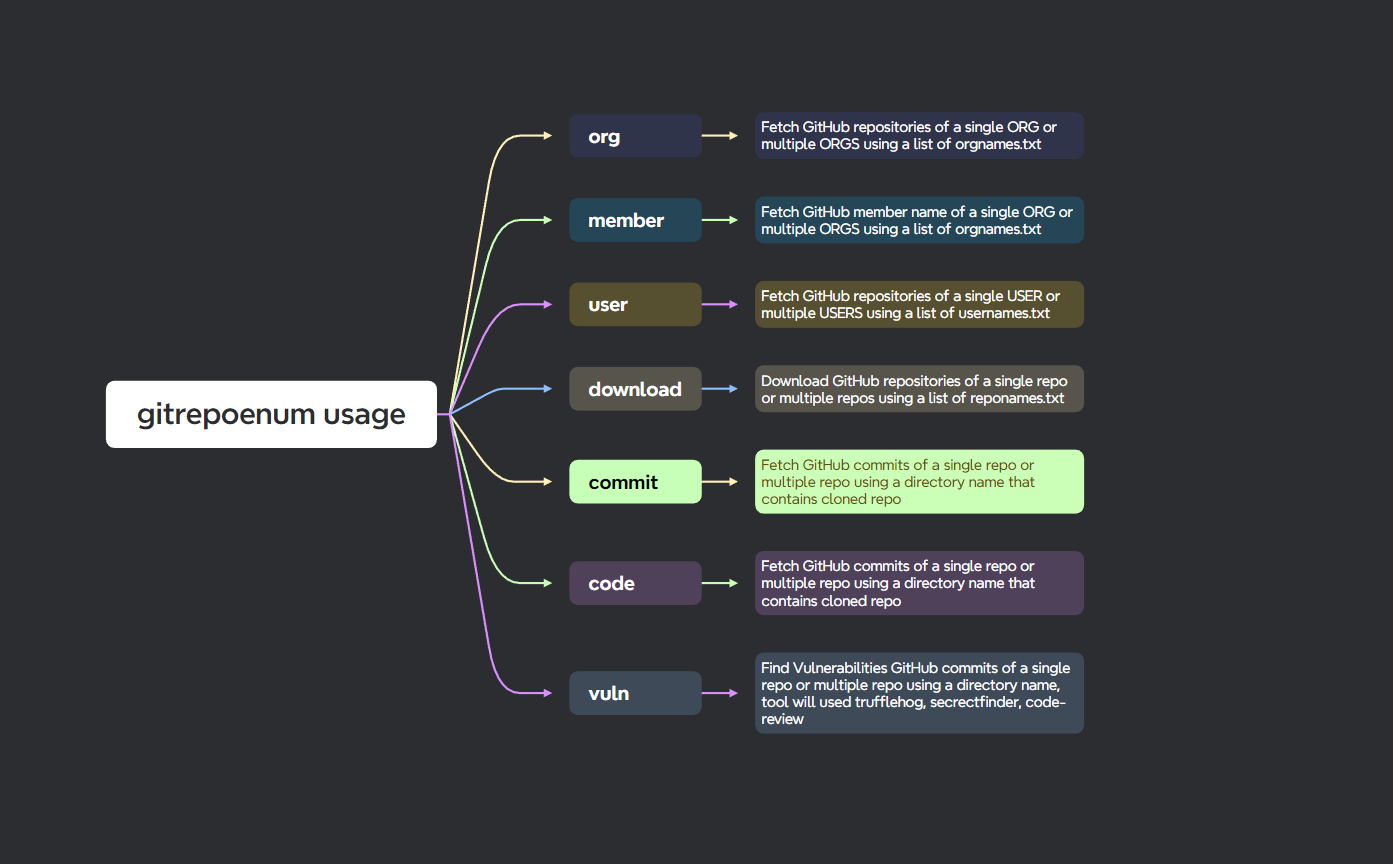 gitrepoenum usage
org
Fetch GitHub repositories of a single ORG or
multiple ORGS using a list of orgnames.txt
member
Fetch GitHub member name of a single ORG or
multiple ORGS using a list of orgnames.txt
user
Fetch GitHub repositories of a single USER or
multiple USERS using a list of usernames.txt
download
Download GitHub repositories of a single repo
or multiple repos using a list of reponames.txt
commit
Fetch GitHub commits of a single repo or
multiple repo using a directory name that
contains cloned repo
code
Fetch GitHub commits of a single repo or
multiple repo using a directory name that
contains cloned repo
vuln
Find Vulnerabilities GitHub commits of a single
repo or multiple repo using a directory name,
tool will used trufflehog, secrectfinder, code-
review